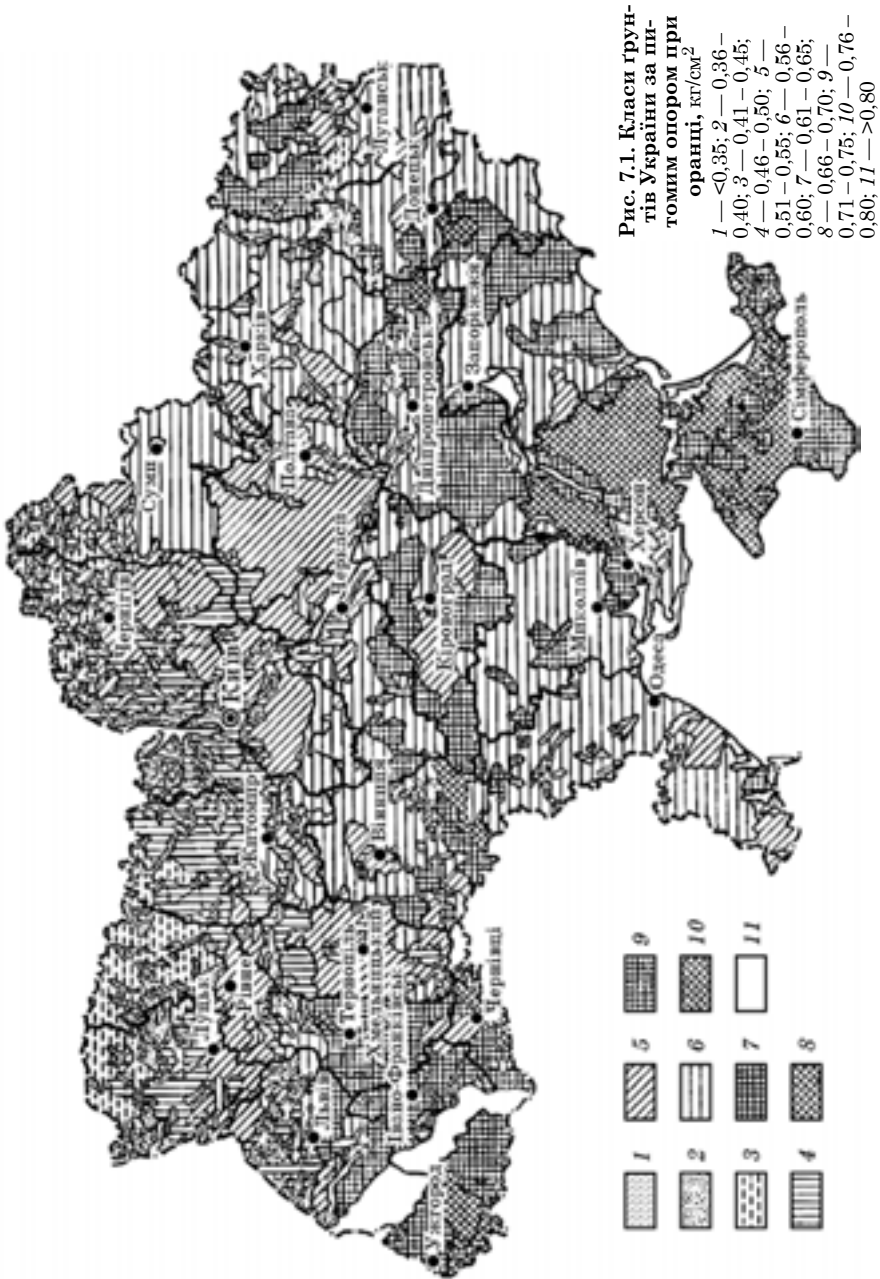 Рис. 7.1. Класи ґрун-
тів України за пи-
томим опором при
оранці, кг/см²
1 — <0,35; 2 — 0,36 –
0,40; 3 — 0,41 – 0,45;
4 — 0,46 – 0,50; 5 —
0,51 – 0,55; 6 — 0,56 –
0,60; 7 — 0,61 – 0,65;
8 — 0,66 – 0,70; 9 —
0,71 – 0,75; 10 — 0,76 –
0,80; 11 — >0,80
Луцьк
Рівне
Житомир
Київ
Чернігів
Суми
Львів
Тернопіль
Хмельницький
Вінниця
Черкаси
Полтава
Харків
Луганськ
Ужгород
Івано-Франківськ
Чернівці
Кіровоград
Дніпропетровськ
Донецьк
Запоріжжя
Миколаїв
Одеса
Херсон
Сімферополь
1
2
3
4
5
6
7
8
9
10
11